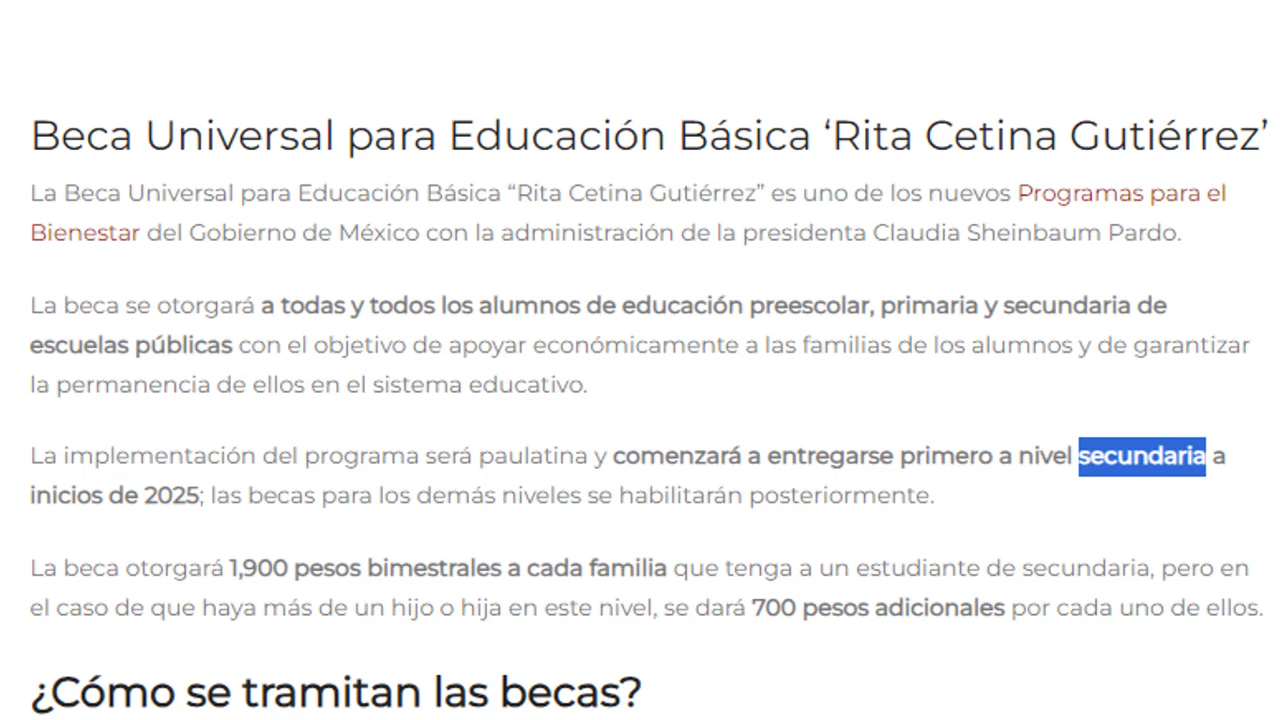 Beca Universal para Educación Básica ‘Rita Cetina Gutiérrez’
La Beca Universal para Educación Básica “Rita Cetina Gutiérrez” es uno de los nuevos Programas para el
Bienestar del Gobierno de México con la administración de la presidenta Claudia Sheinbaum Pardo.
La beca se otorgará a todas y todos los alumnos de educación preescolar, primaria y secundaria de
escuelas públicas con el objetivo de apoyar económicamente a las familias de los alumnos y de garantizar
la permanencia de ellos en el sistema educativo.
La implementación del programa será paulatina y comenzará a entregarse primero a nivel secundaria a
inicios de 2025; las becas para los demás niveles se habilitarán posteriormente.
La beca otorgará 1,900 pesos bimestrales a cada familia que tenga a un estudiante de secundaria, pero en
el caso de que haya más de un hijo o hija en este nivel, se dará 700 pesos adicionales por cada uno de ellos.
¿Cómo se tramitan las becas?